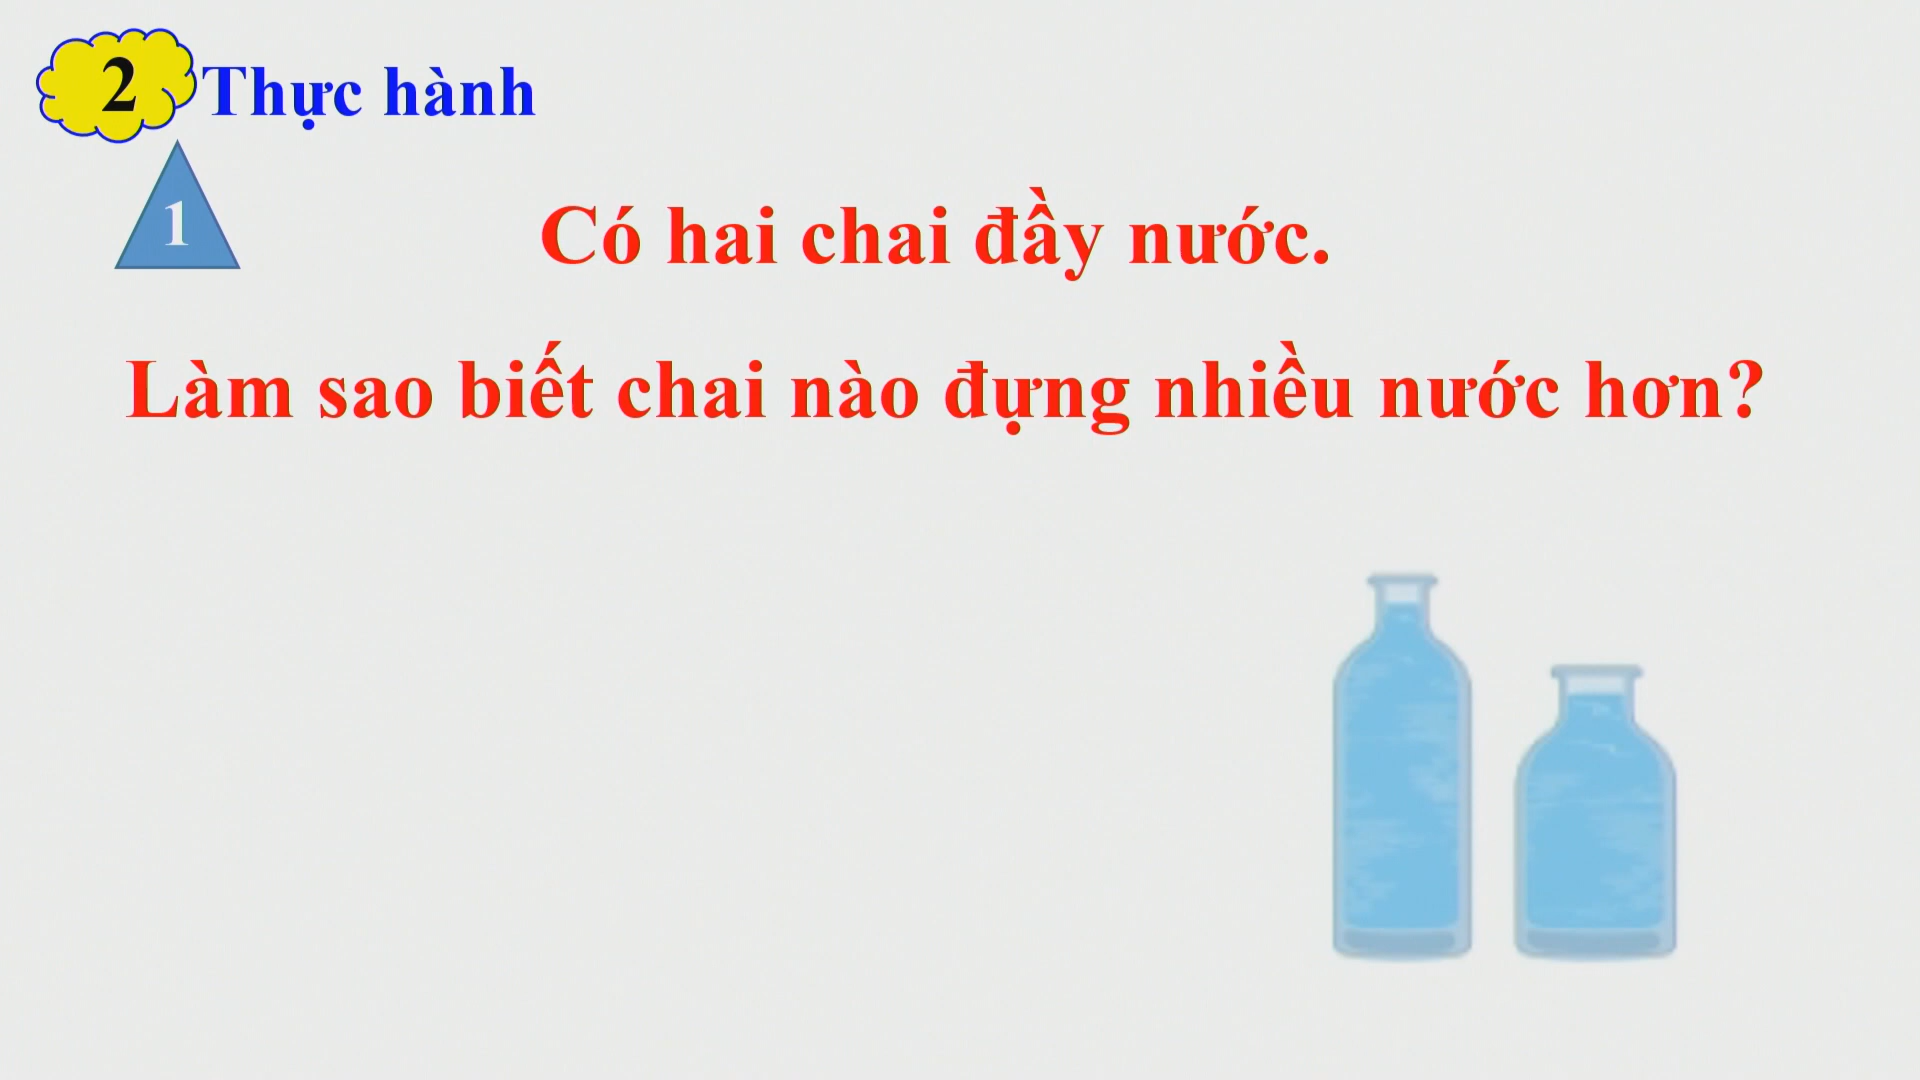 2 Thực hành
1
Có hai chai đầy nước.
Làm sao biết chai nào đựng nhiều nước hơn?